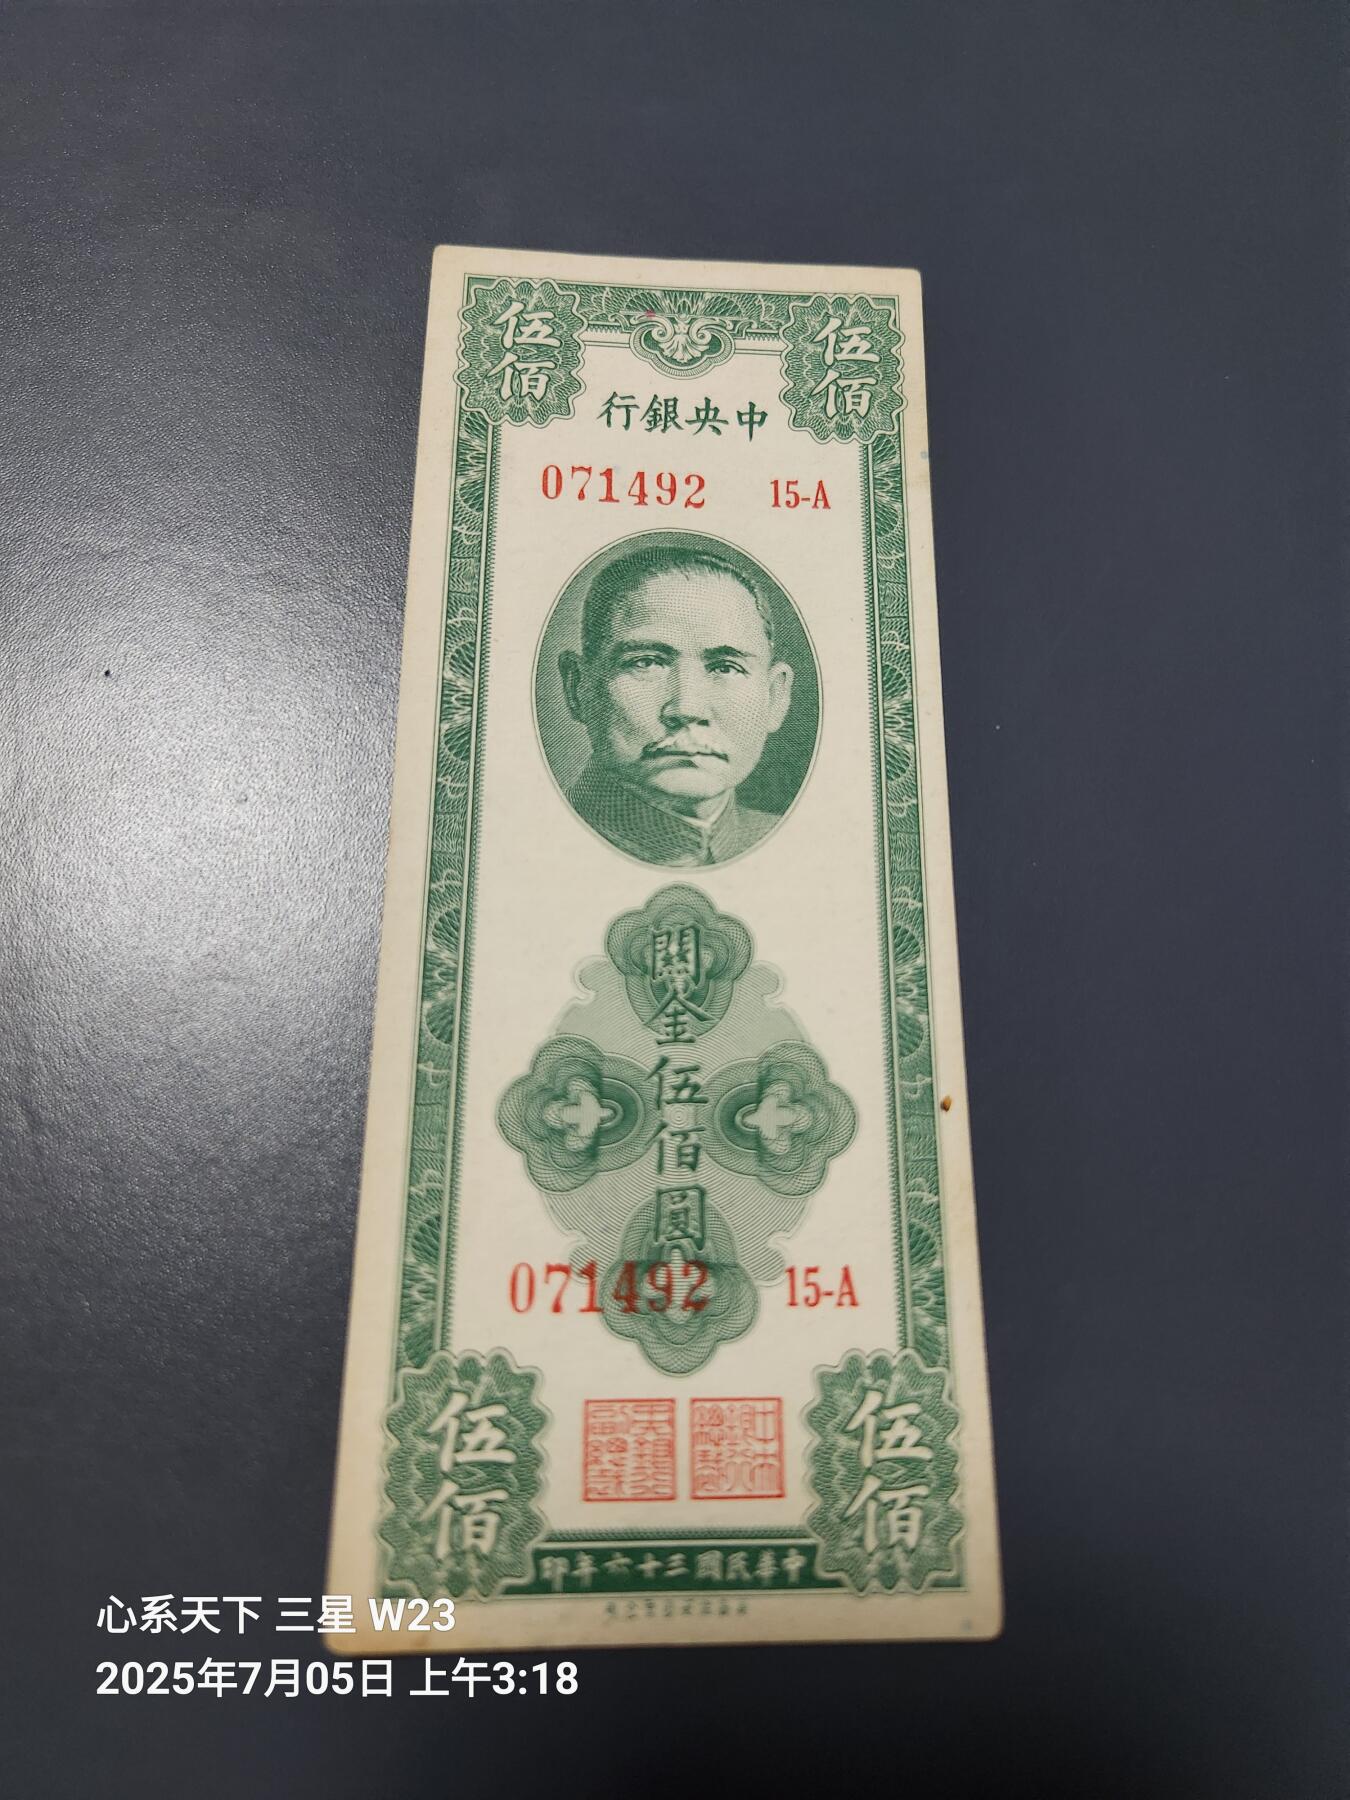 伍佰 伍佰
行銀央中
071492 15-A
關金伍佰圓
071492 15-A
伍佰 伍佰
印年六十三國民華中
心系天下 三星 W23
2025年7月05日 上午3:18